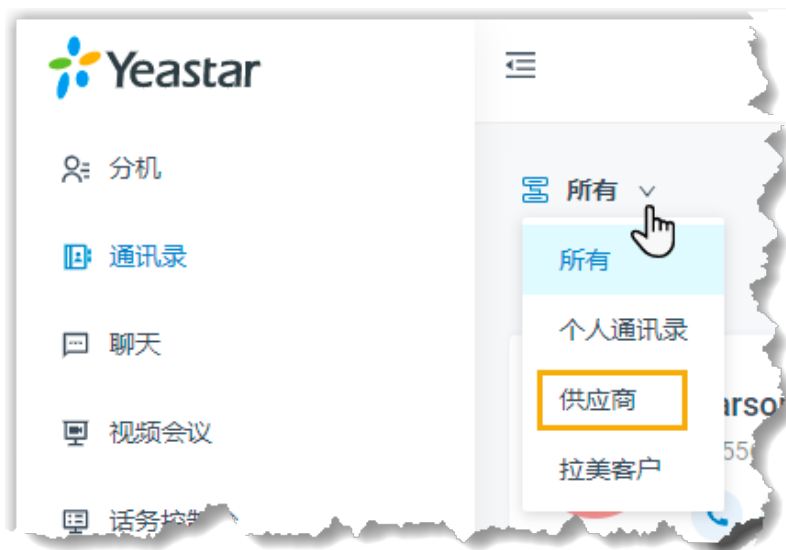 Yeastar
分机
通讯录
聊天
视频会议
所有
所有
个人通讯录
供应商
拉美客户